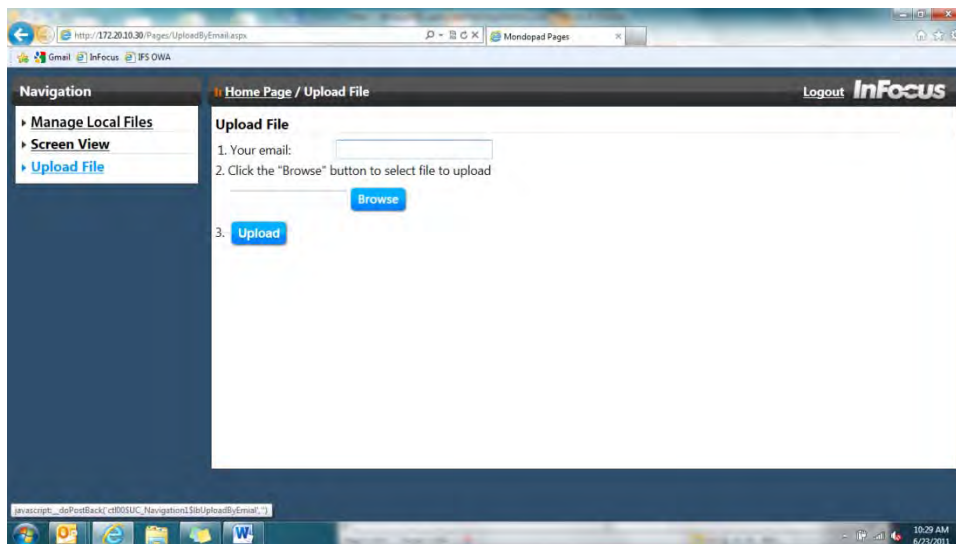 http://172.20.10.30/Pages/UploadByEmail.aspx
Mondopad Pages
Gmail InFocus IFS OWA
Navigation
Home Page / Upload File
Logout InFocus
Manage Local Files
Screen View
Upload File
Upload File
1. Your email:
2. Click the "Browse" button to select file to upload
Browse
3. Upload
javascript:__doPostBack('ctl00$UC_Navigation1$lbUploadByEmial','')
10:29 AM
6/23/2011